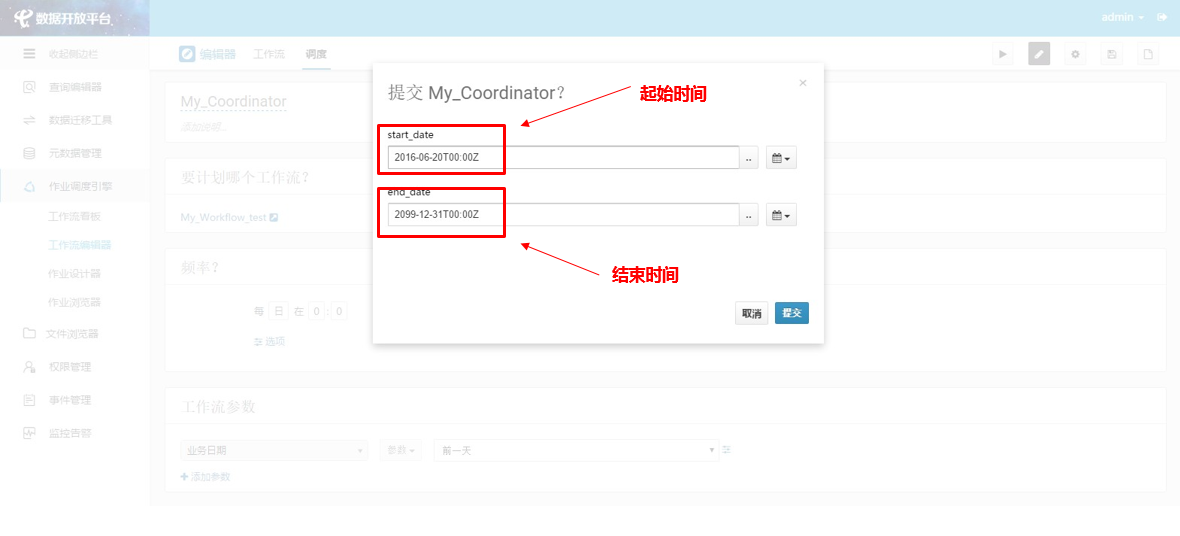 数据开放平台
admin
收起侧边栏
编辑器
工作流
调度
查询编辑器
数据迁移工具
元数据管理
作业调度引擎
工作流看板
工作流编辑器
作业设计器
作业浏览器
文件浏览器
权限管理
事件管理
监控告警
My_Coordinator
添加注释...
要计划哪个工作流？
My_Workflow_test
频率？
每 日 在 0 : 0
选项
工作流参数
业务日期
参数
前一天
添加参数
提交 My_Coordinator？
×
起始时间
start_date
2016-06-20T00:00Z
..
end_date
2099-12-31T00:00Z
..
结束时间
取消
提交